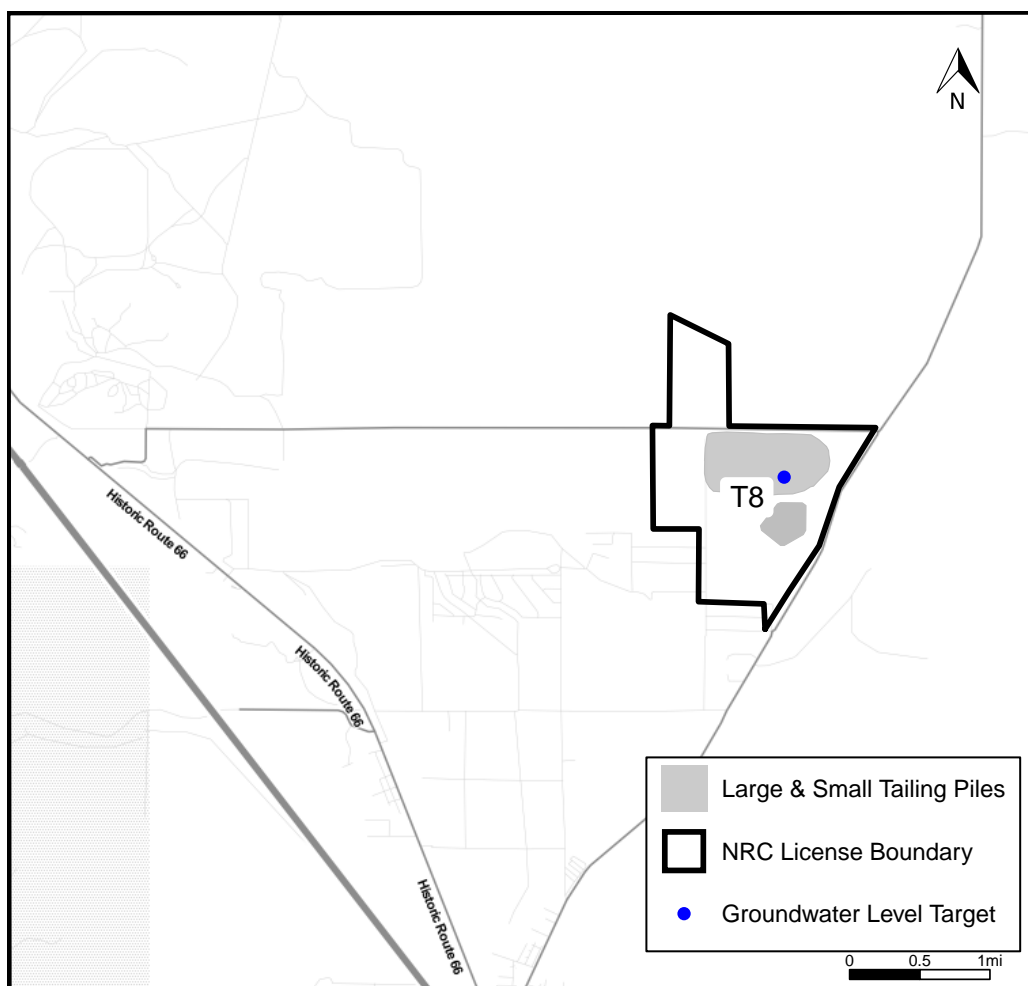 N
T8
Historic Route 66
Historic Route 66
Historic Route 66
Large & Small Tailing Piles
NRC License Boundary
Groundwater Level Target
0 0.5 1mi